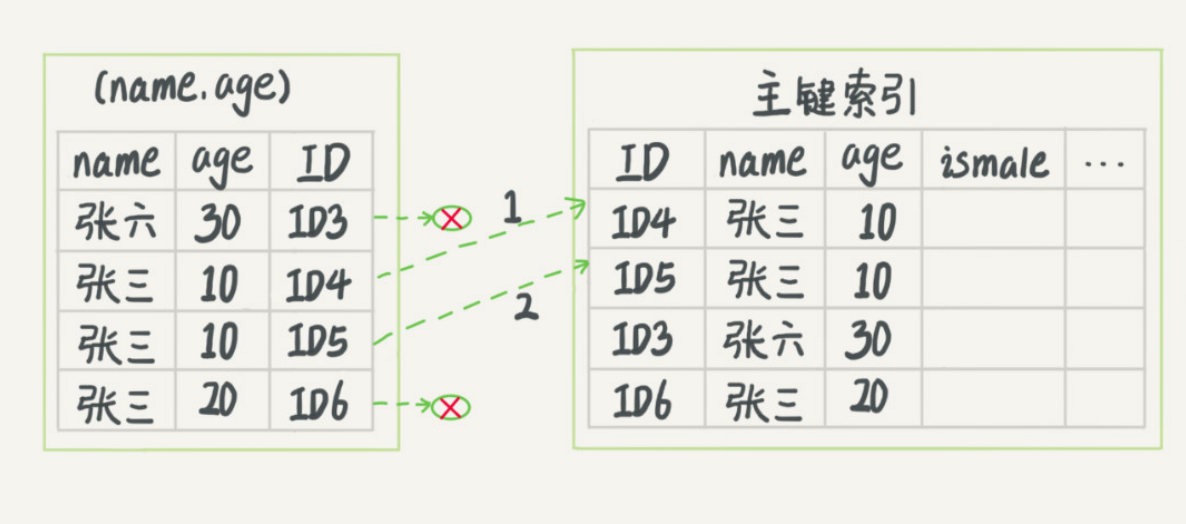 (name, age)
name age ID
张六 30 ID3
张三 10 ID4
张三 10 ID5
张三 20 ID6
1
2
主键索引
ID name age ismale ...
ID4 张三 10
ID5 张三 10
ID3 张六 30
ID6 张三 20